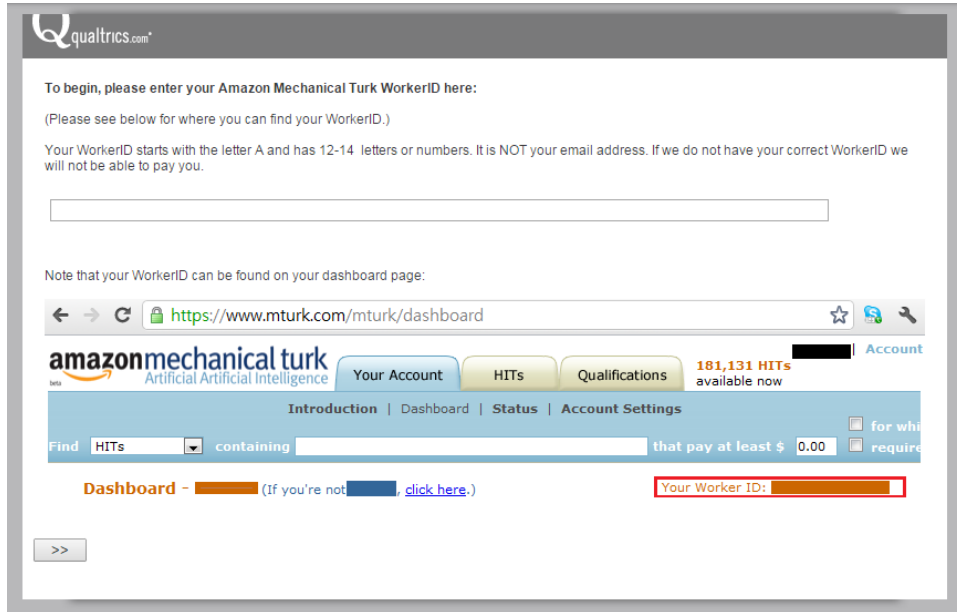 qualtrics.com
To begin, please enter your Amazon Mechanical Turk WorkerID here:
(Please see below for where you can find your WorkerID.)
Your WorkerID starts with the letter A and has 12-14 letters or numbers. It is NOT your email address. If we do not have your correct WorkerID we
will not be able to pay you.
Note that your WorkerID can be found on your dashboard page:
https://www.mturk.com/mturk/dashboard
amazonmechanical turk
beta Artificial Artificial Intelligence
Your Account HITs Qualifications
181,131 HITs
available now
| Account
Introduction | Dashboard | Status | Account Settings
for whi
Find HITs containing that pay at least $ 0.00 require
Dashboard - (If you're not , click here.) Your Worker ID:
>>